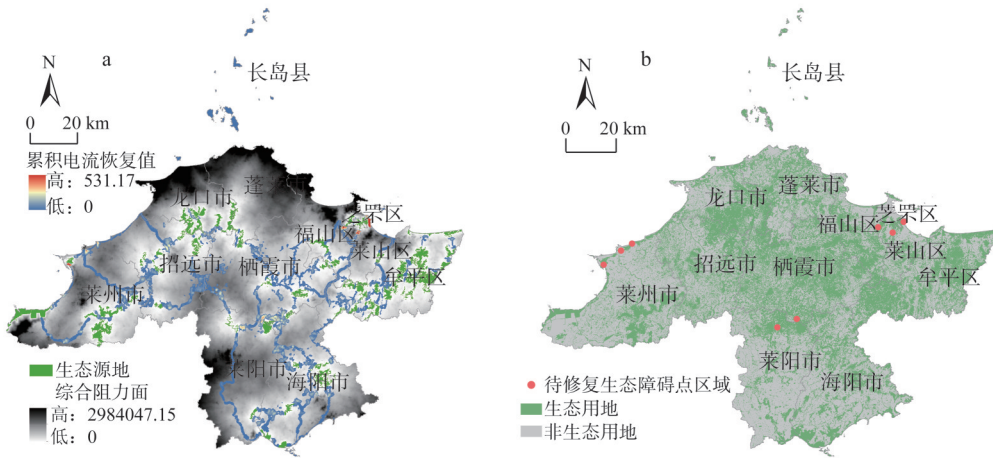 a
N
长岛县
0 20 km
累积电流恢复值
高：531.17
低：0
龙口市
蓬
芝罘区
福山区
莱山区
招远市
栖霞市
牟平区
莱州市
莱阳市
海阳市
生态源地
综合阻力面
高：2984047.15
低：0
b
N
长岛县
0 20 km
龙口市
蓬莱市
芝罘区
福山区
莱山区
招远市
栖霞市
牟平区
莱州市
莱阳市
海阳市
待修复生态障碍点区域
生态用地
非生态用地